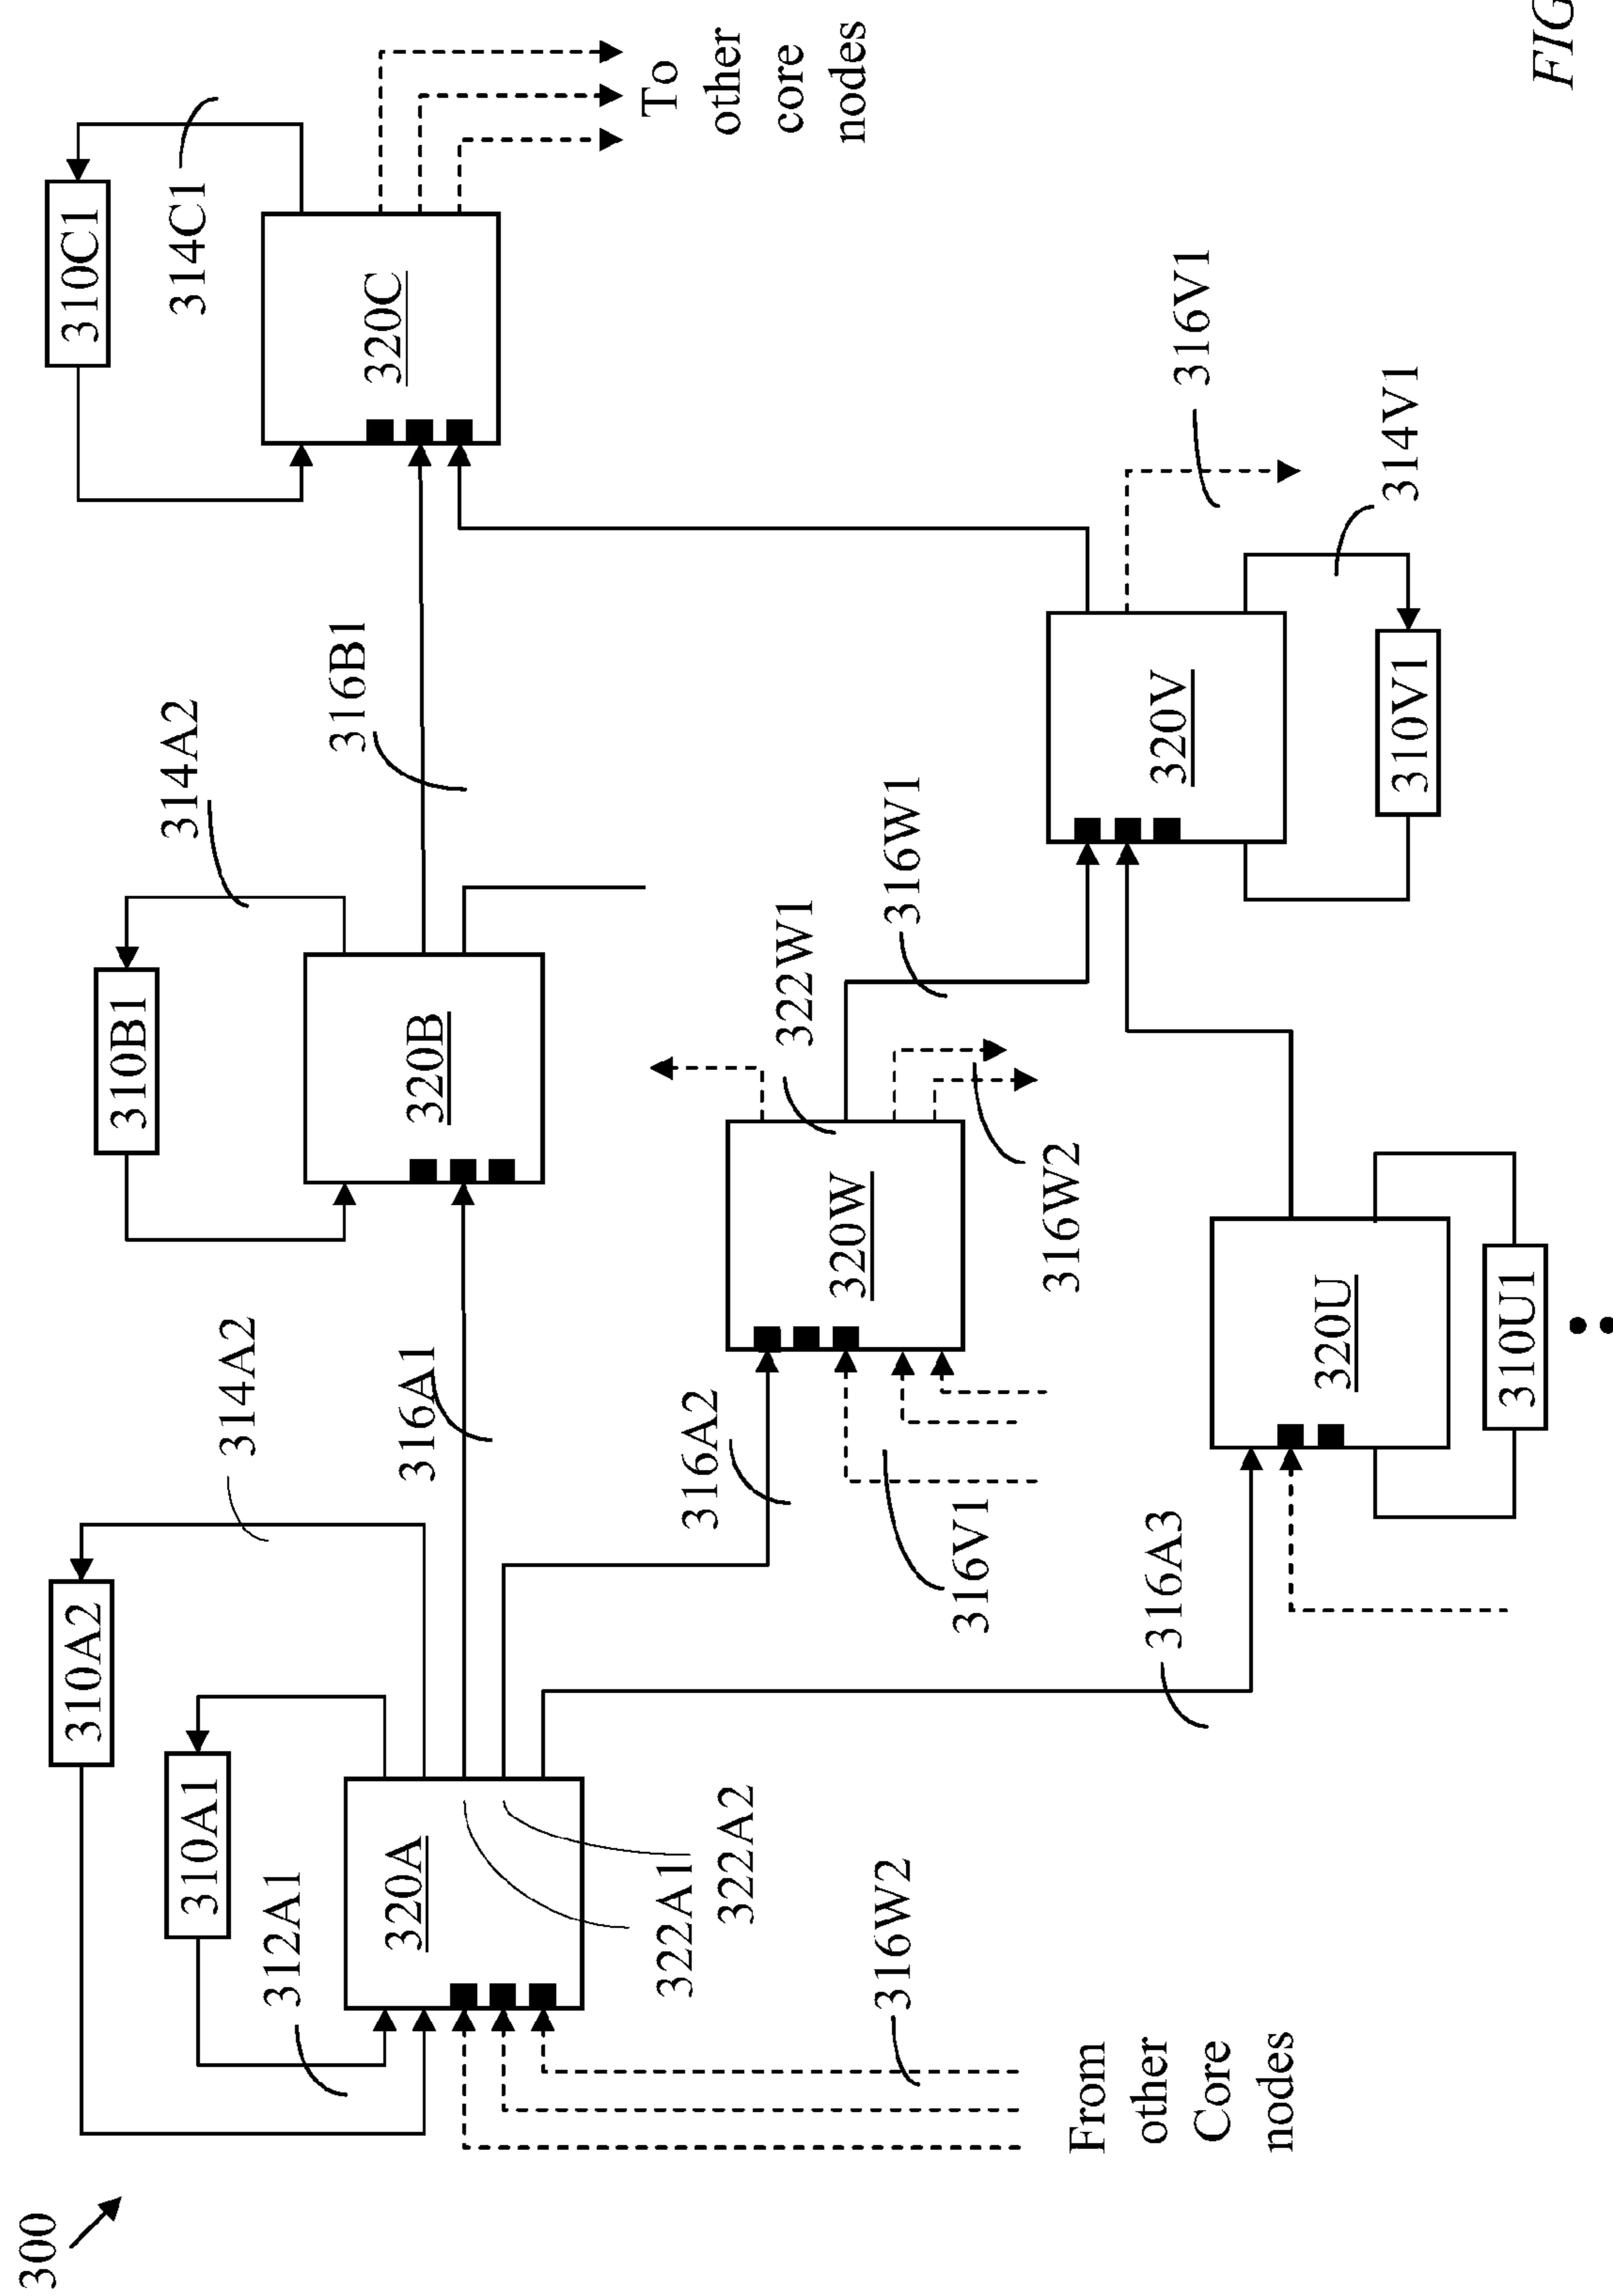 300
310A2
310A1
312A1
314A2
320A
322A1
322A2
316A1
316A2
316A3
316W2
From
other
Core
nodes
310B1
314A2
320B
316B1
320W
322W1
316W1
316W2
316V1
320U
310U1
310C1
314C1
320C
To
other
core
nodes
320V
316V1
314V1
310V1
FIG